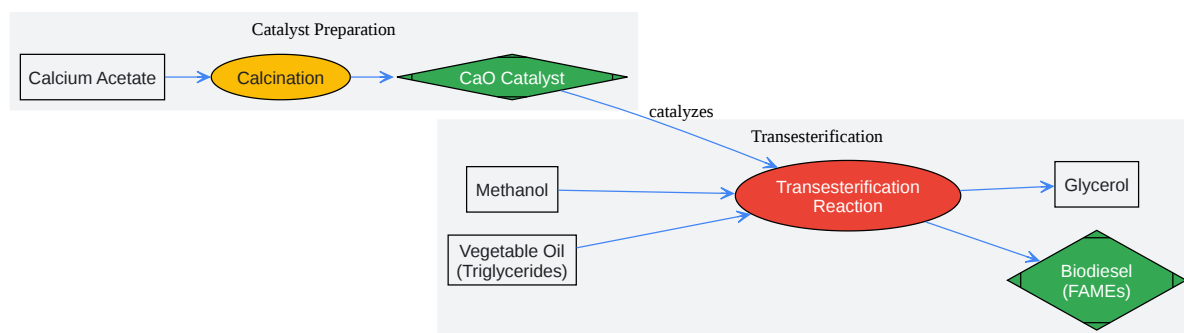 Catalyst Preparation
Calcium Acetate
Calcination
CaO Catalyst
catalyzes
Transesterification
Methanol
Vegetable Oil
(Triglycerides)
Transesterification
Reaction
Glycerol
Biodiesel
(FAMEs)